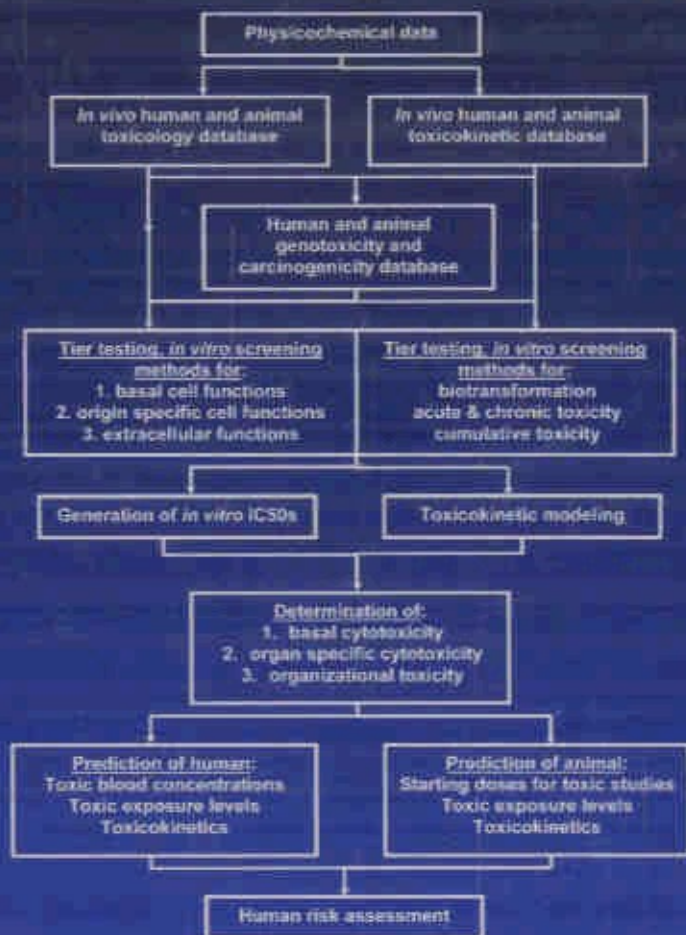 Physicochemical data
In vivo human and animal
toxicology database
In vivo human and animal
toxicokinetic database
Human and animal
genotoxicity and
carcinogenicity database
Tier testing, in vitro screening
methods for:
1. basal cell functions
2. origin specific cell functions
3. extracellular functions
Tier testing, in vitro screening
methods for:
biotransformation
acute & chronic toxicity
cumulative toxicity
Generation of in vitro IC50s
Toxicokinetic modeling
Determination of:
1. basal cytotoxicity
2. organ specific cytotoxicity
3. organizational toxicity
Prediction of human:
Toxic blood concentrations
Toxic exposure levels
Toxicokinetics
Prediction of animal:
Starting doses for toxic studies
Toxic exposure levels
Toxicokinetics
Human risk assessment